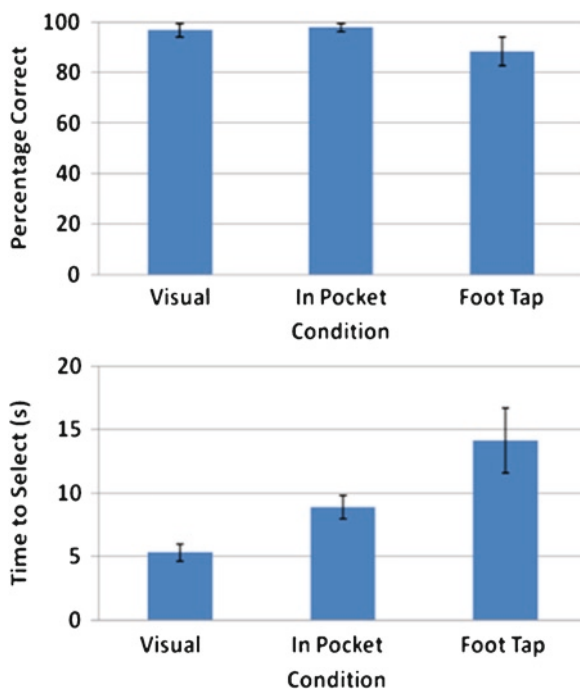 Percentage Correct
100
80
60
40
20
0
Visual In Pocket Foot Tap
Condition
Time to Select (s)
20
15
10
5
0
Visual In Pocket Foot Tap
Condition